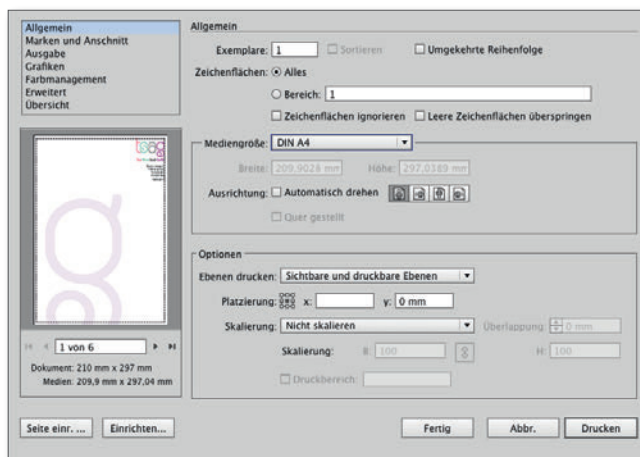 Allgemein
Marken und Anschnitt
Ausgabe
Grafiken
Farbmanagement
Erweitert
Übersicht
1 von 6
Dokument: 210 mm x 297 mm
Medien: 209,9 mm x 297,04 mm
Allgemein
Exemplare: 1 Sortieren Umgekehrte Reihenfolge
Zeichenflächen: Alles
Bereich: 1
Zeichenflächen ignorieren Leere Zeichenflächen überspringen
Mediengröße: DIN A4
Breite: 209,9028 mm Höhe: 297,0389 mm
Ausrichtung: Automatisch drehen
Quer gestellt
Optionen
Ebenen drucken: Sichtbare und druckbare Ebenen
Platzierung: x: y: 0 mm
Skalierung: Nicht skalieren Überlappung: 0 mm
Skalierung: B: 100 H: 100
Druckbereich:
Seite einr. ... Einrichten... Fertig Abbr. Drucken